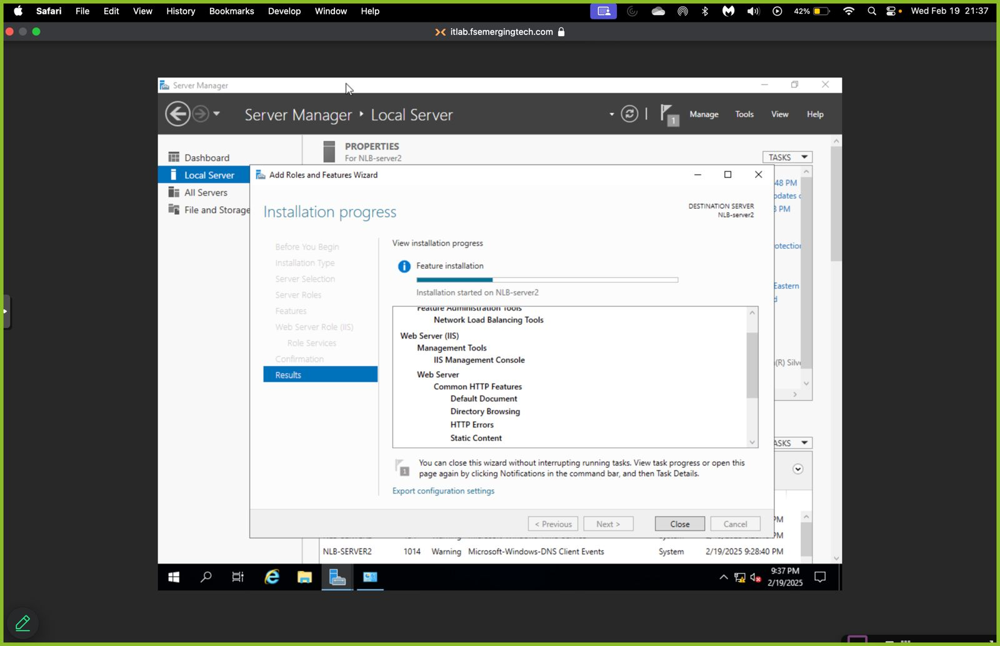 Safari File Edit View History Bookmarks Develop Window Help 42% Wed Feb 19 21:37
itlab.fsemergingtech.com
Server Manager
Server Manager Local Server 1 Manage Tools View Help
Dashboard
Local Server
All Servers
File and Storage
PROPERTIES
For NLB-server2
TASKS
48 PM
pdates
PM
Eastern
(R) Silv
Add Roles and Features Wizard
Installation progress
DESTINATION SERVER
NLB-server2
Before You Begin
Installation Type
Server Selection
Server Roles
Features
Web Server Role (IIS)
Role Services
Confirmation
Results
View installation progress
Feature installation
Installation started on NLB-server2
Feature Administration Tools
Network Load Balancing Tools
Web Server (IIS)
Management Tools
IIS Management Console
Web Server
Common HTTP Features
Default Document
Directory Browsing
HTTP Errors
Static Content
1 You can close this wizard without interrupting running tasks. View task progress or open this
page again by clicking Notifications in the command bar, and then Task Details.
Export configuration settings
< Previous Next > Close Cancel
ASKS
PM
PM
NLB-SERVER2 1014 Warning Microsoft-Windows-DNS Client Events System 2/19/2025 9:28:40 PM
9:37 PM
2/19/2025